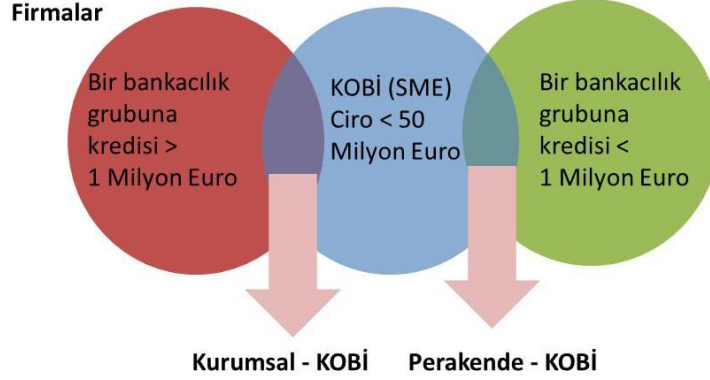 Firmalar
Bir bankacılık
grubuna
kredisi >
1 Milyon Euro
KOBİ (SME)
Ciro < 50
Milyon Euro
Bir bankacılık
grubuna
kredisi <
1 Milyon Euro
Kurumsal - KOBİ
Perakende - KOBİ